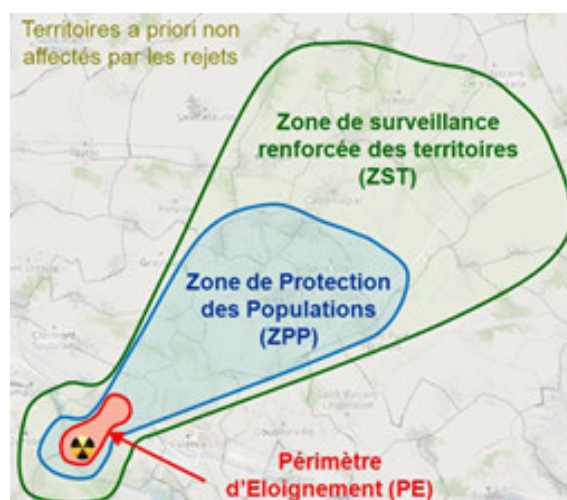 Territoires a priori non
affectés par les rejets
Zone de surveillance
renforcée des territoires
(ZST)
Zone de Protection
des Populations
(ZPP)
Périmètre
d'Eloignement (PE)